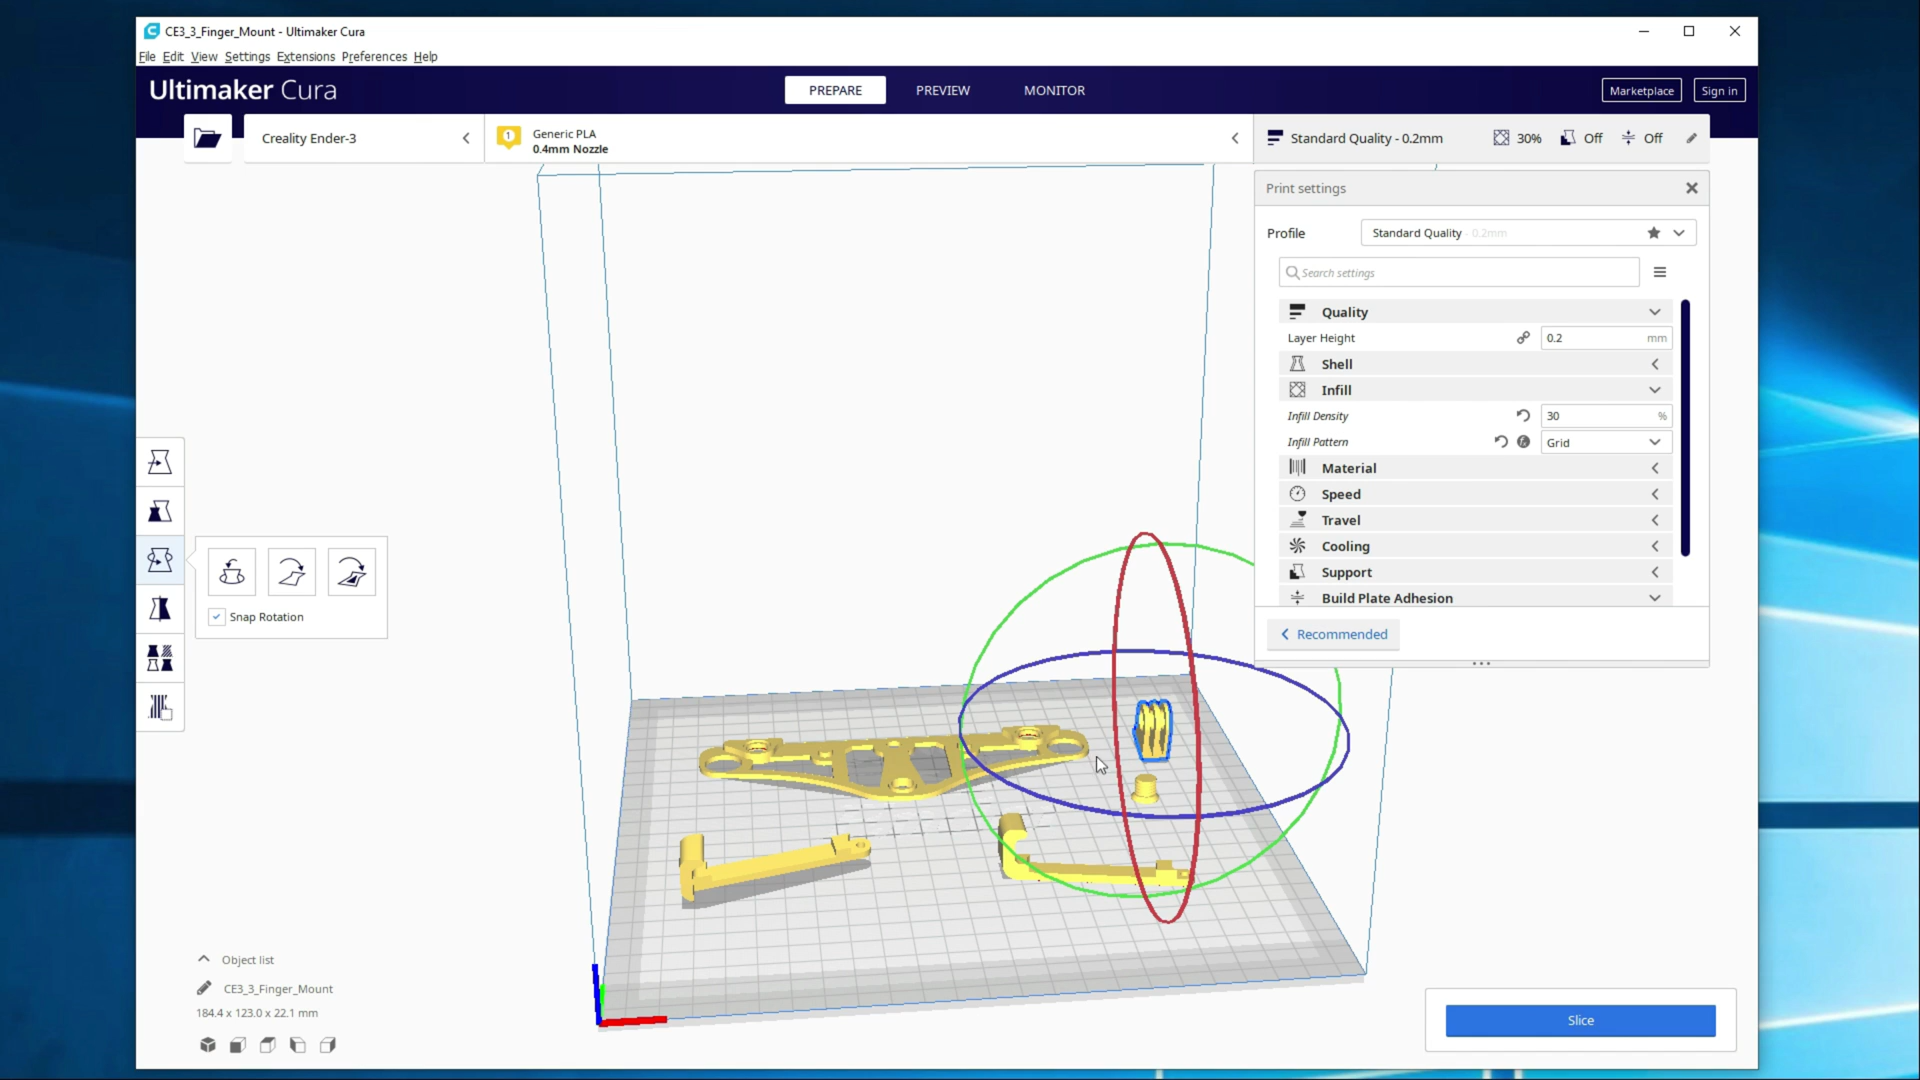 CE3_3_Finger_Mount - Ultimaker Cura
File Edit View Settings Extensions Preferences Help
Ultimaker Cura
PREPARE
PREVIEW
MONITOR
Marketplace
Sign in
Creality Ender-3
1
Generic PLA
0.4mm Nozzle
Standard Quality - 0.2mm
30%
Off
Off
Print settings
Profile
Standard Quality - 0.2mm
Search settings
Quality
Layer Height
0.2
mm
Shell
Infill
Infill Density
30
%
Infill Pattern
Grid
Material
Speed
Travel
Cooling
Support
Build Plate Adhesion
Recommended
Snap Rotation
Object list
CE3_3_Finger_Mount
184.4 x 123.0 x 22.1 mm
Slice